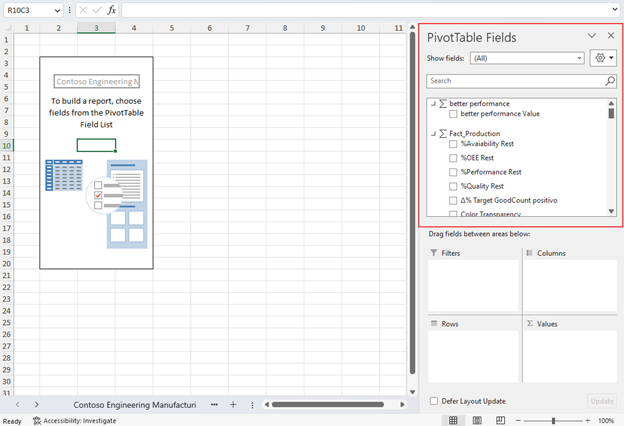 R10C3
fx
1 2 3 4 5 6 7 8 9 10 11
1
2
3
4
5
6
7
8
9
10
11
12
13
14
15
16
17
18
19
20
21
22
23
24
25
26
27
28
29
30
31
Contoso Engineering M
To build a report, choose
fields from the PivotTable
Field List
PivotTable Fields
Show fields: (All)
Search
Σ better performance
better performance Value
Σ Fact_Production
%Avaiability Rest
%OEE Rest
%Performance Rest
%Quality Rest
Δ% Target GoodCount positivo
Color Transparency
Drag fields between areas below:
Filters
Columns
Rows
Σ Values
Defer Layout Update
Update
Contoso Engineering Manufacturi
Ready
Accessibility: Investigate
100%